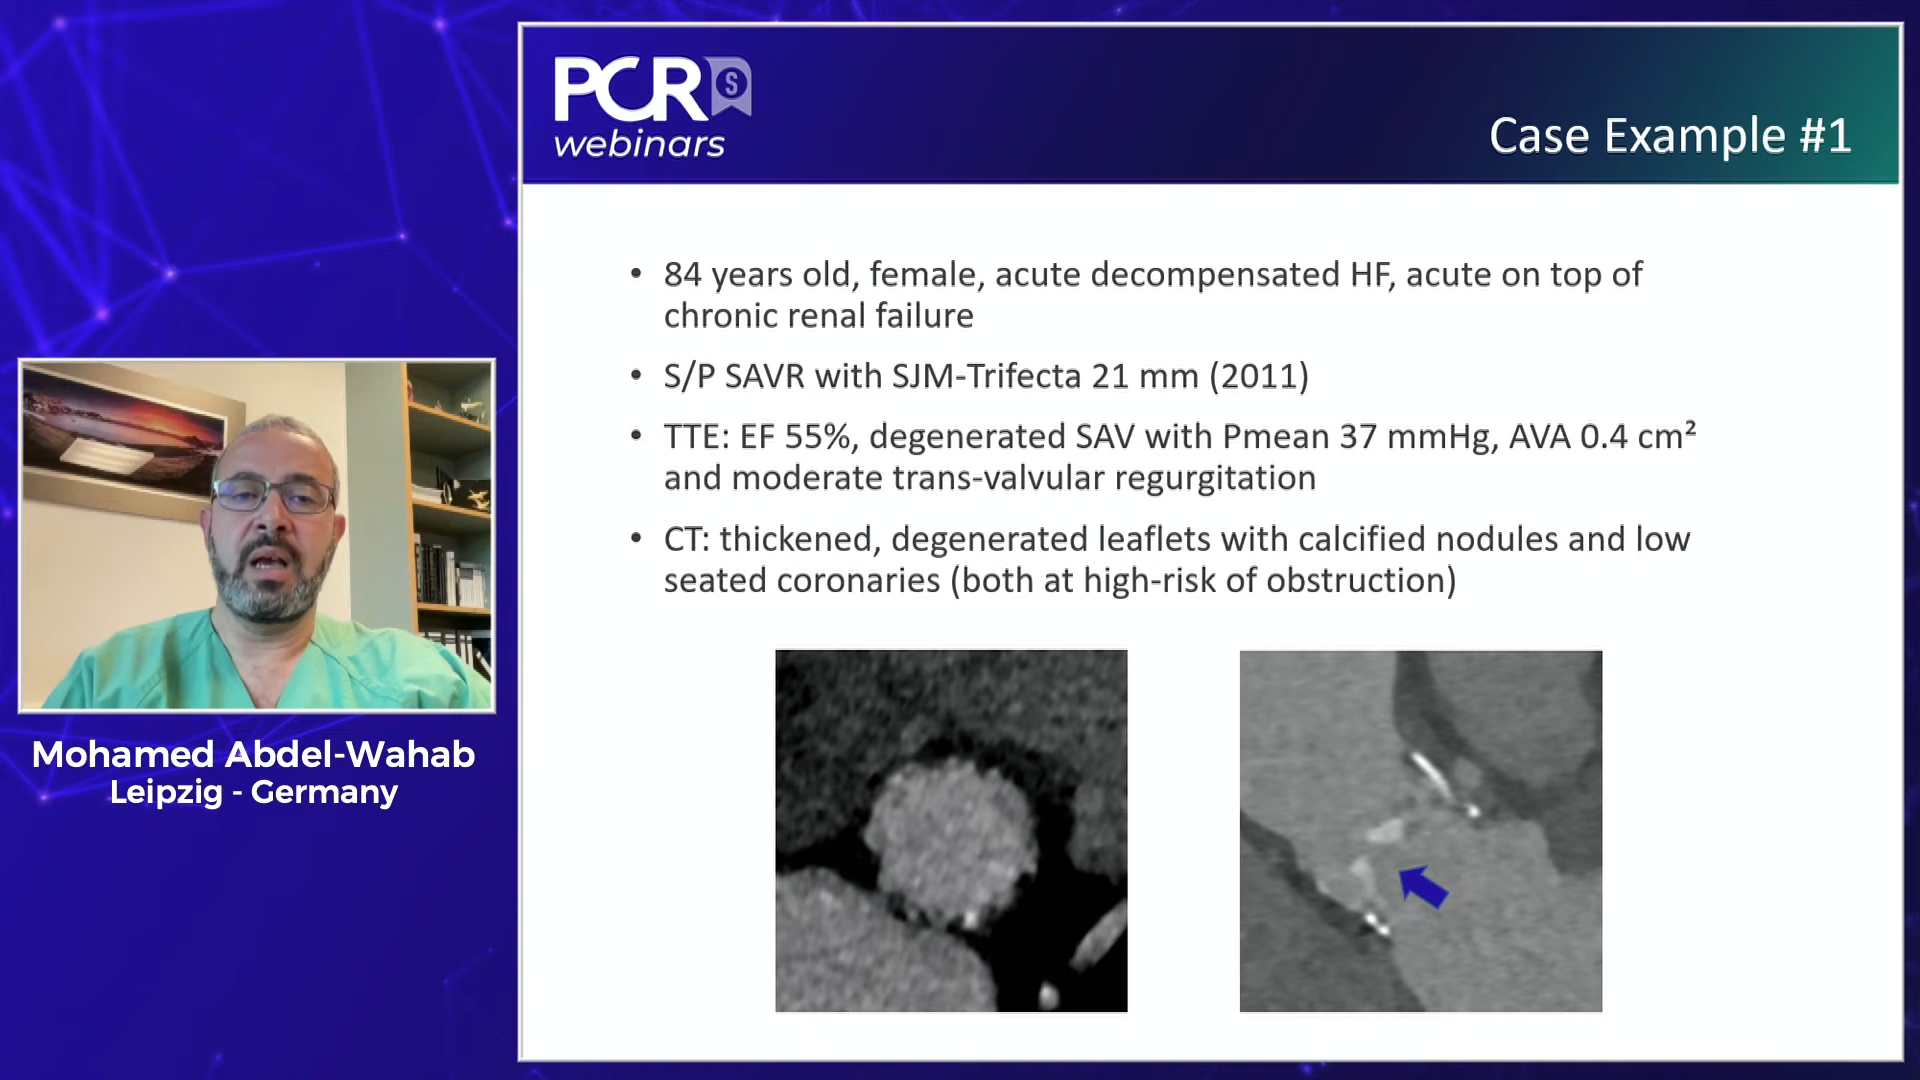 PCR S
webinars
Case Example #1
• 84 years old, female, acute decompensated HF, acute on top of
chronic renal failure
• S/P SAVR with SJM-Trifecta 21 mm (2011)
• TTE: EF 55%, degenerated SAV with Pmean 37 mmHg, AVA 0.4 cm²
and moderate trans-valvular regurgitation
• CT: thickened, degenerated leaflets with calcified nodules and low
seated coronaries (both at high-risk of obstruction)
Mohamed Abdel-Wahab
Leipzig - Germany